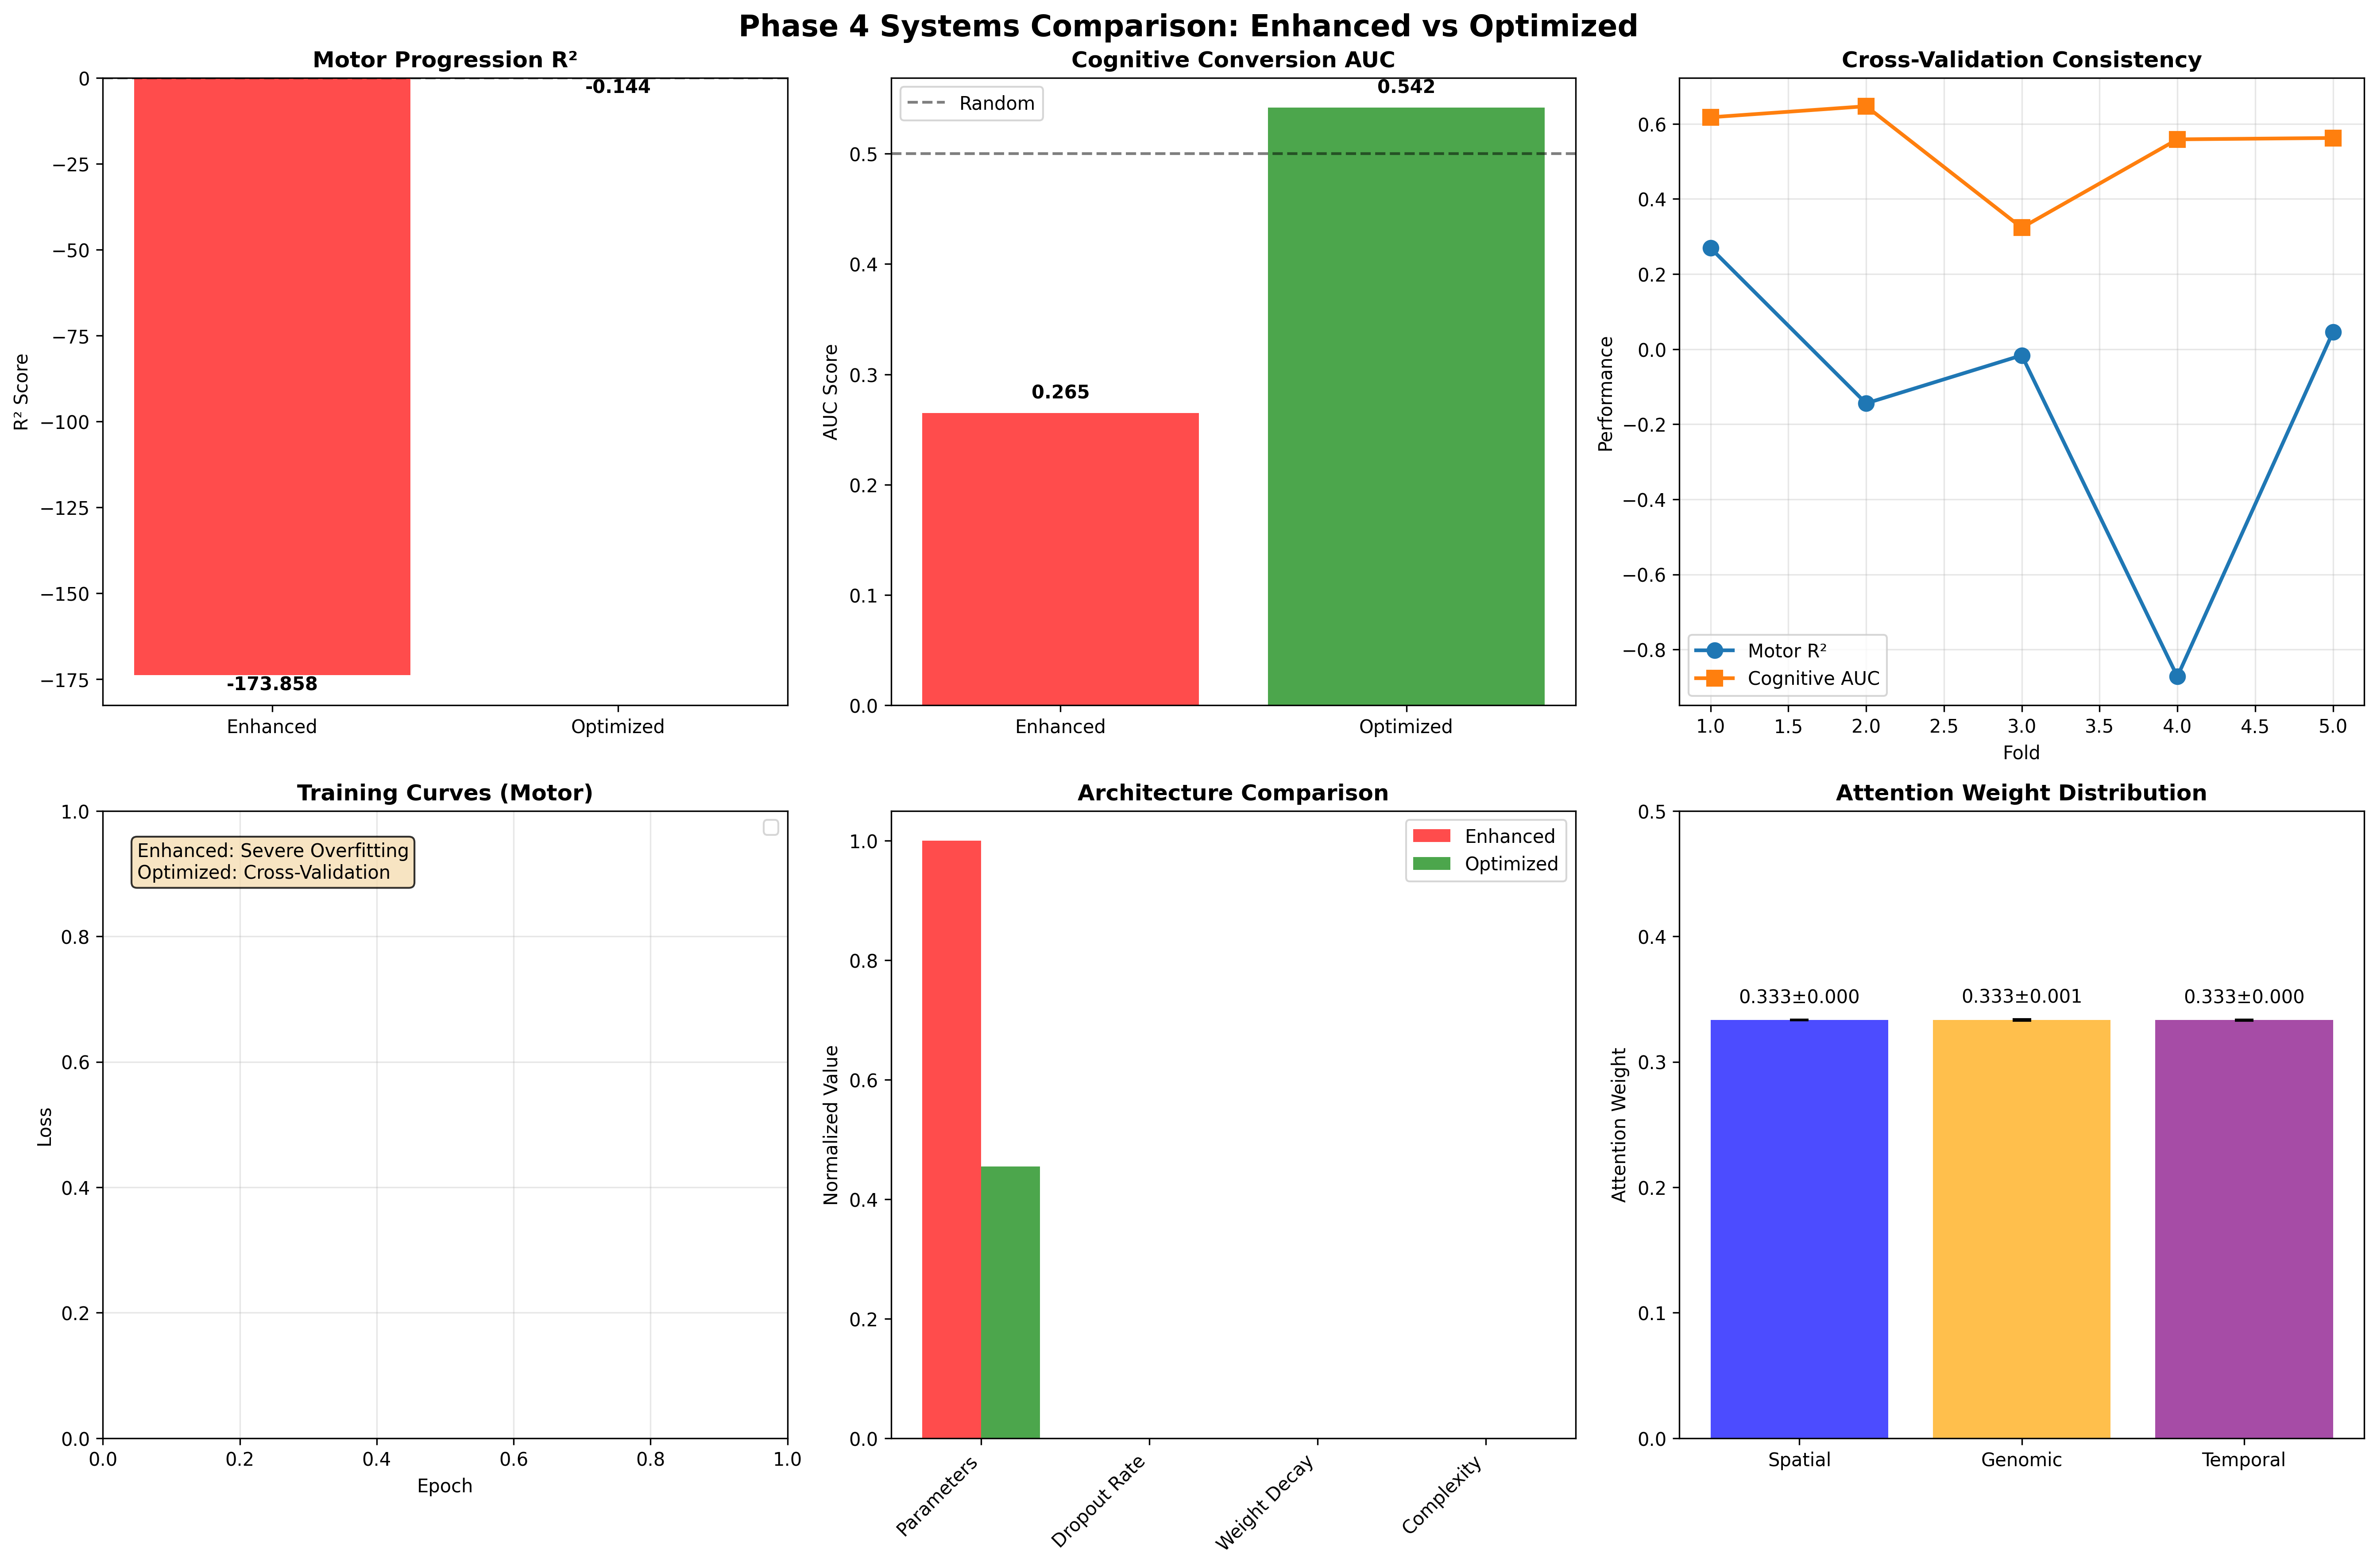 Phase 4 Systems Comparison: Enhanced vs Optimized
Motor Progression R²
R² Score
0
−25
−50
−75
−100
−125
−150
−175
-0.144
-173.858
Enhanced
Optimized
Cognitive Conversion AUC
AUC Score
0.5
0.4
0.3
0.2
0.1
0.0
Random
0.542
0.265
Enhanced
Optimized
Cross-Validation Consistency
Performance
0.6
0.4
0.2
0.0
−0.2
−0.4
−0.6
−0.8
Motor R²
Cognitive AUC
1.0 1.5 2.0 2.5 3.0 3.5 4.0 4.5 5.0
Fold
Training Curves (Motor)
Loss
1.0
0.8
0.6
0.4
0.2
0.0
Enhanced: Severe Overfitting
Optimized: Cross-Validation
0.0 0.2 0.4 0.6 0.8 1.0
Epoch
Architecture Comparison
Normalized Value
1.0
0.8
0.6
0.4
0.2
0.0
Enhanced
Optimized
Parameters
Dropout Rate
Weight Decay
Complexity
Attention Weight Distribution
Attention Weight
0.5
0.4
0.3
0.2
0.1
0.0
0.333±0.000
0.333±0.001
0.333±0.000
Spatial
Genomic
Temporal